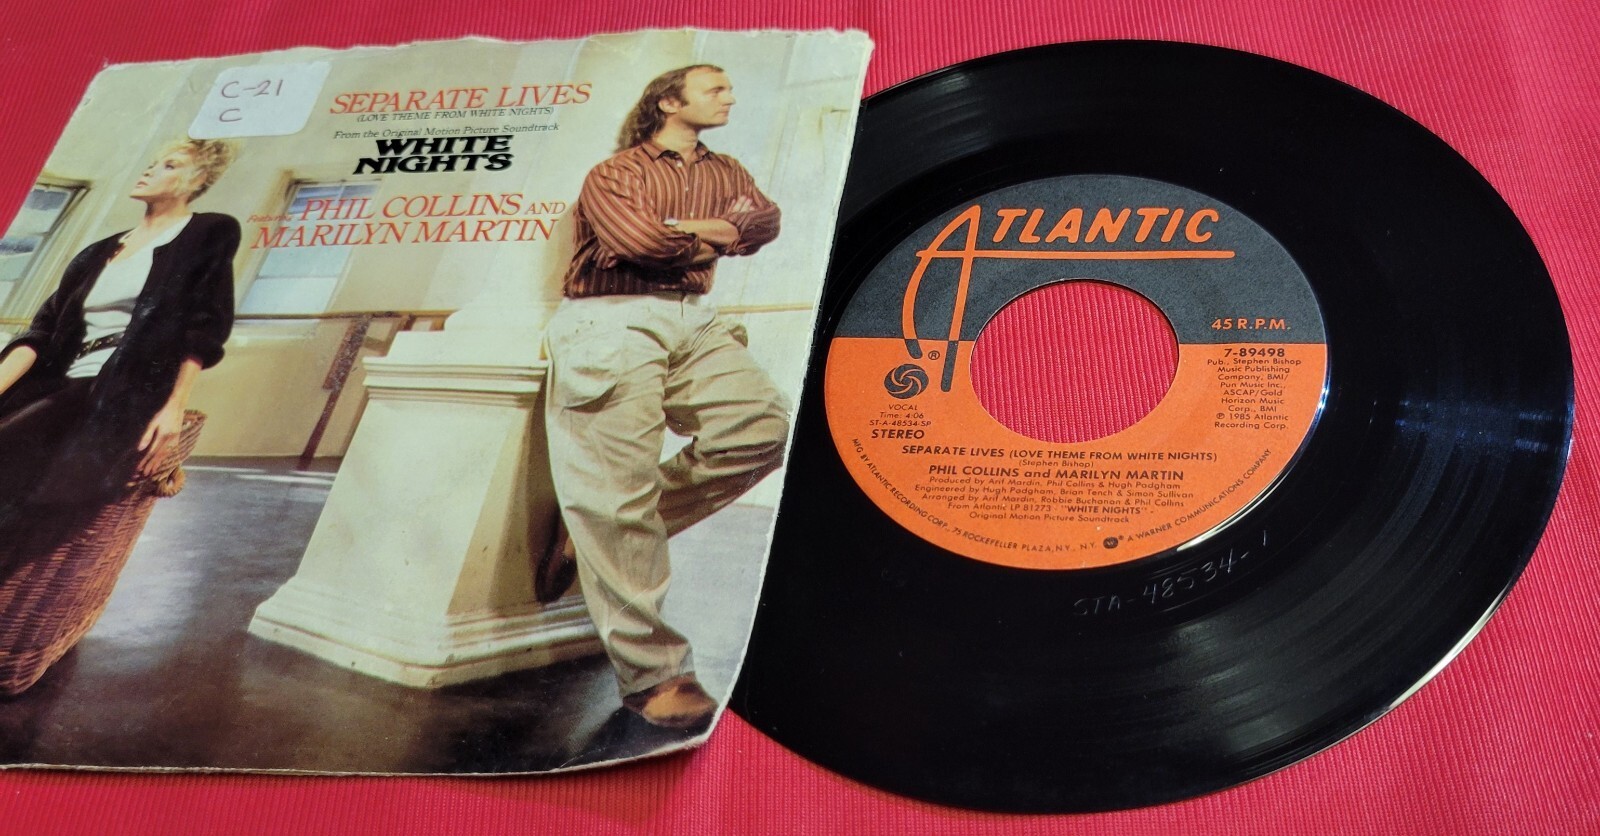 C-21
C
SEPARATE LIVES
(LOVE THEME FROM WHITE NIGHTS)
From the Original Motion Picture Soundtrack
WHITE
NIGHTS
Featuring PHIL COLLINS AND
MARILYN MARTIN
ATLANTIC
®
45 R.P.M.
7-89498
Pub., Stephen Bishop
Music Publishing
Company, BMI/
Pun Music Inc.,
ASCAP/Gold
Horizon Music
Corp., BMI
℗ 1985 Atlantic
Recording Corp.
VOCAL
Time: 4:06
ST-A-48534-SP
STEREO
SEPARATE LIVES (LOVE THEME FROM WHITE NIGHTS)
(Stephen Bishop)
PHIL COLLINS and MARILYN MARTIN
Produced by Arif Mardin, Phil Collins & Hugh Padgham
Engineered by Hugh Padgham, Brian Tench & Simon Sullivan
Arranged by Arif Mardin, Robbie Buchanan & Phil Collins
From Atlantic LP 81273 - "WHITE NIGHTS" -
Original Motion Picture Soundtrack
MFG. BY ATLANTIC RECORDING CORP., 75 ROCKEFELLER PLAZA, N.Y., N.Y. ® A WARNER COMMUNICATIONS COMPANY
STA-48534-1